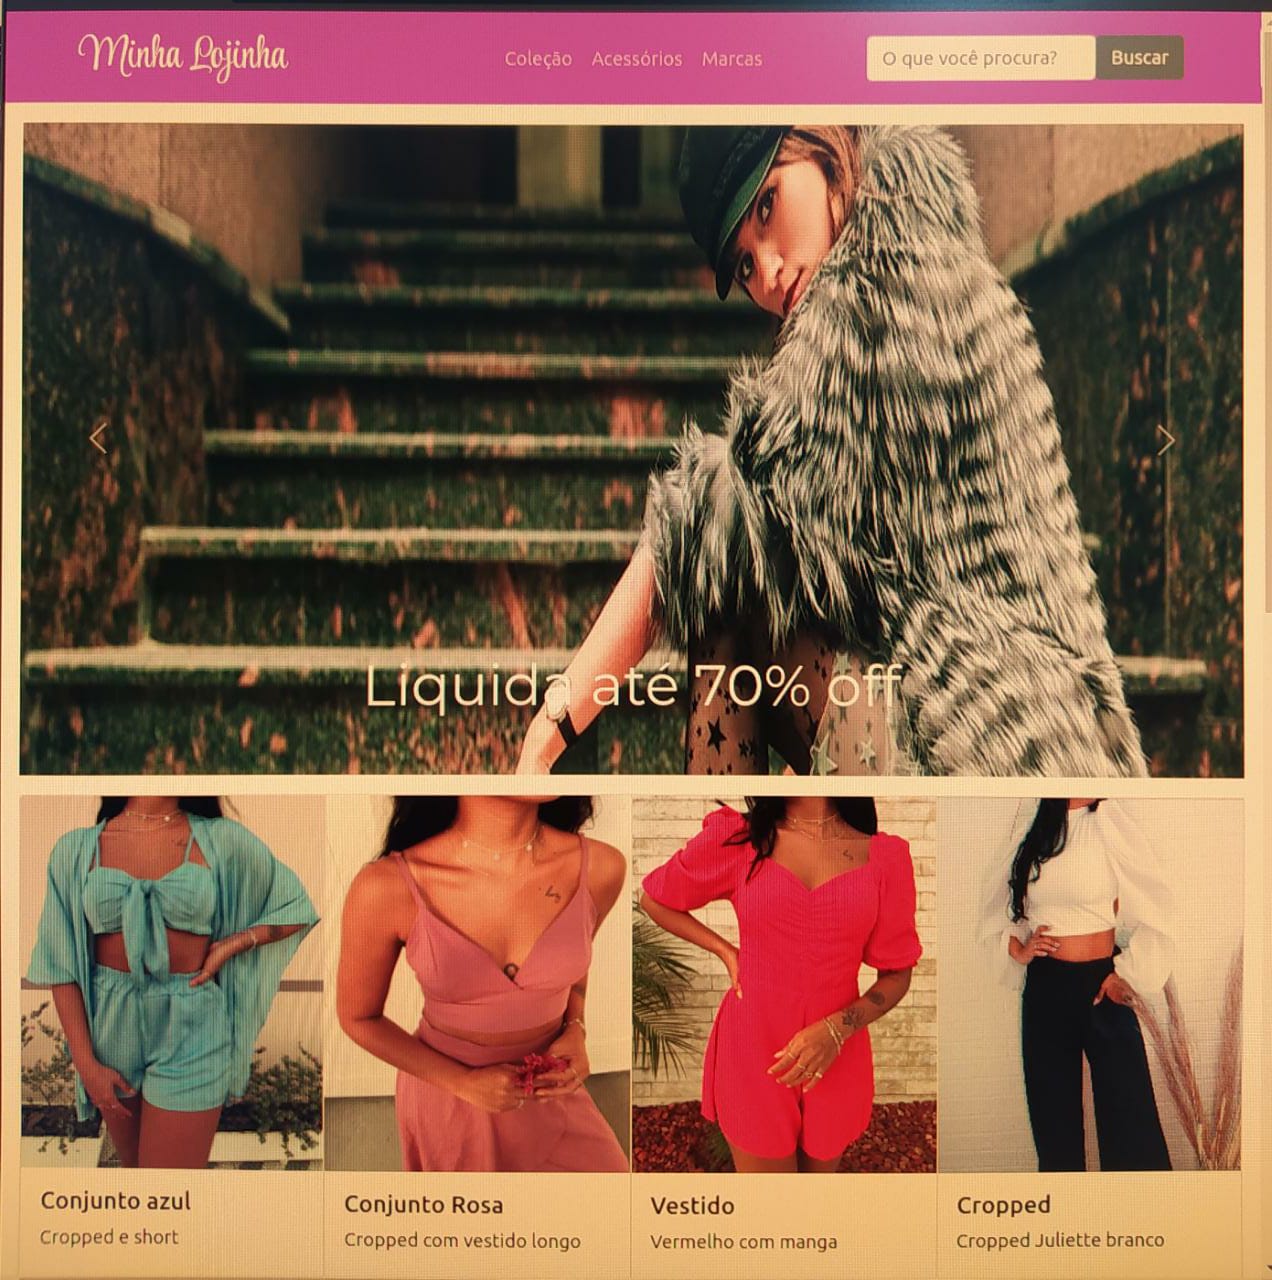 Minha Lojinha
Coleção Acessórios Marcas
O que você procura? Buscar
Liquida até 70% off
Conjunto azul
Cropped e short
Conjunto Rosa
Cropped com vestido longo
Vestido
Vermelho com manga
Cropped
Cropped Juliette branco